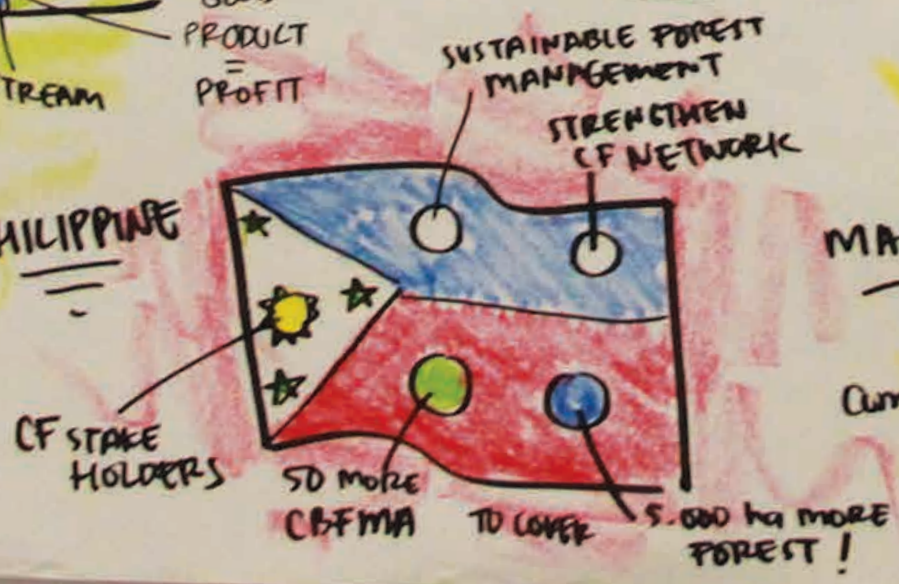 PRODUCT
=
PROFIT
TREAM
SUSTAINABLE FOREST
MANAGEMENT
STRENGTHEN
CF NETWORK
HILIPPINE
MA
CF STAKE
HOLDERS
50 MORE
CBFMA
TO COVER
5.000 ha MORE
FOREST!